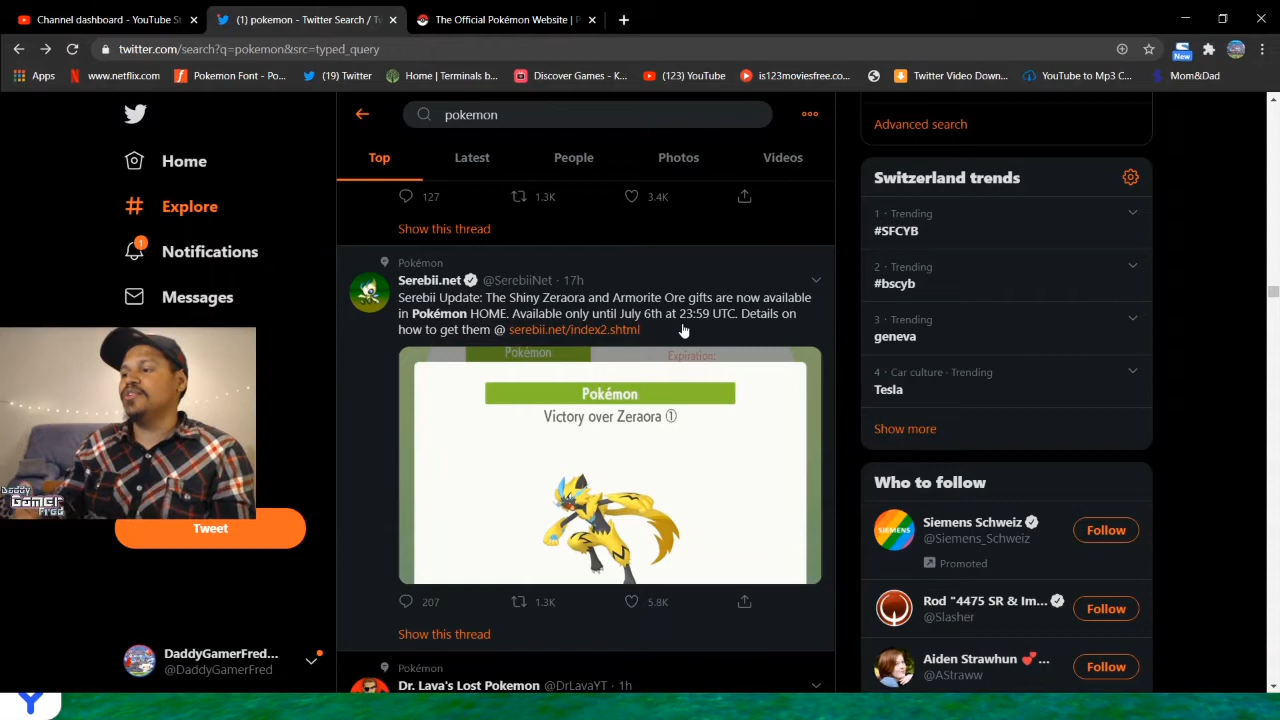 Channel dashboard - YouTube St
(1) pokemon - Twitter Search / Tw
The Official Pokémon Website | P
twitter.com/search?q=pokemon&src=typed_query
New
Apps
www.netflix.com
Pokemon Font - Po...
(19) Twitter
Home | Terminals b...
Discover Games - K...
(123) YouTube
is123moviesfree.co...
Twitter Video Down...
YouTube to Mp3 C...
Mom&Dad
Home
Explore
1
Notifications
Messages
Tweet
Daddy
Gamer
Fred
DaddyGamerFred...
@DaddyGamerFred
pokemon
Top
Latest
People
Photos
Videos
127
1.3K
3.4K
Show this thread
Pokémon
Serebii.net @SerebiiNet · 17h
Serebii Update: The Shiny Zeraora and Armorite Ore gifts are now available
in Pokémon HOME. Available only until July 6th at 23:59 UTC. Details on
how to get them @ serebii.net/index2.shtml
Pokémon
Expiration:
Pokémon
Victory over Zeraora ①
207
1.3K
5.8K
Show this thread
Pokémon
Dr. Lava's Lost Pokemon @DrLavaYT · 1h
Advanced search
Switzerland trends
1 · Trending
#SFCYB
2 · Trending
#bscyb
3 · Trending
geneva
4 · Car culture · Trending
Tesla
Show more
Who to follow
SIEMENS
Siemens Schweiz
@Siemens_Schweiz
Follow
Promoted
Rod "4475 SR & Im...
@Slasher
Follow
Aiden Strawhun 💕 ...
@AStraww
Follow